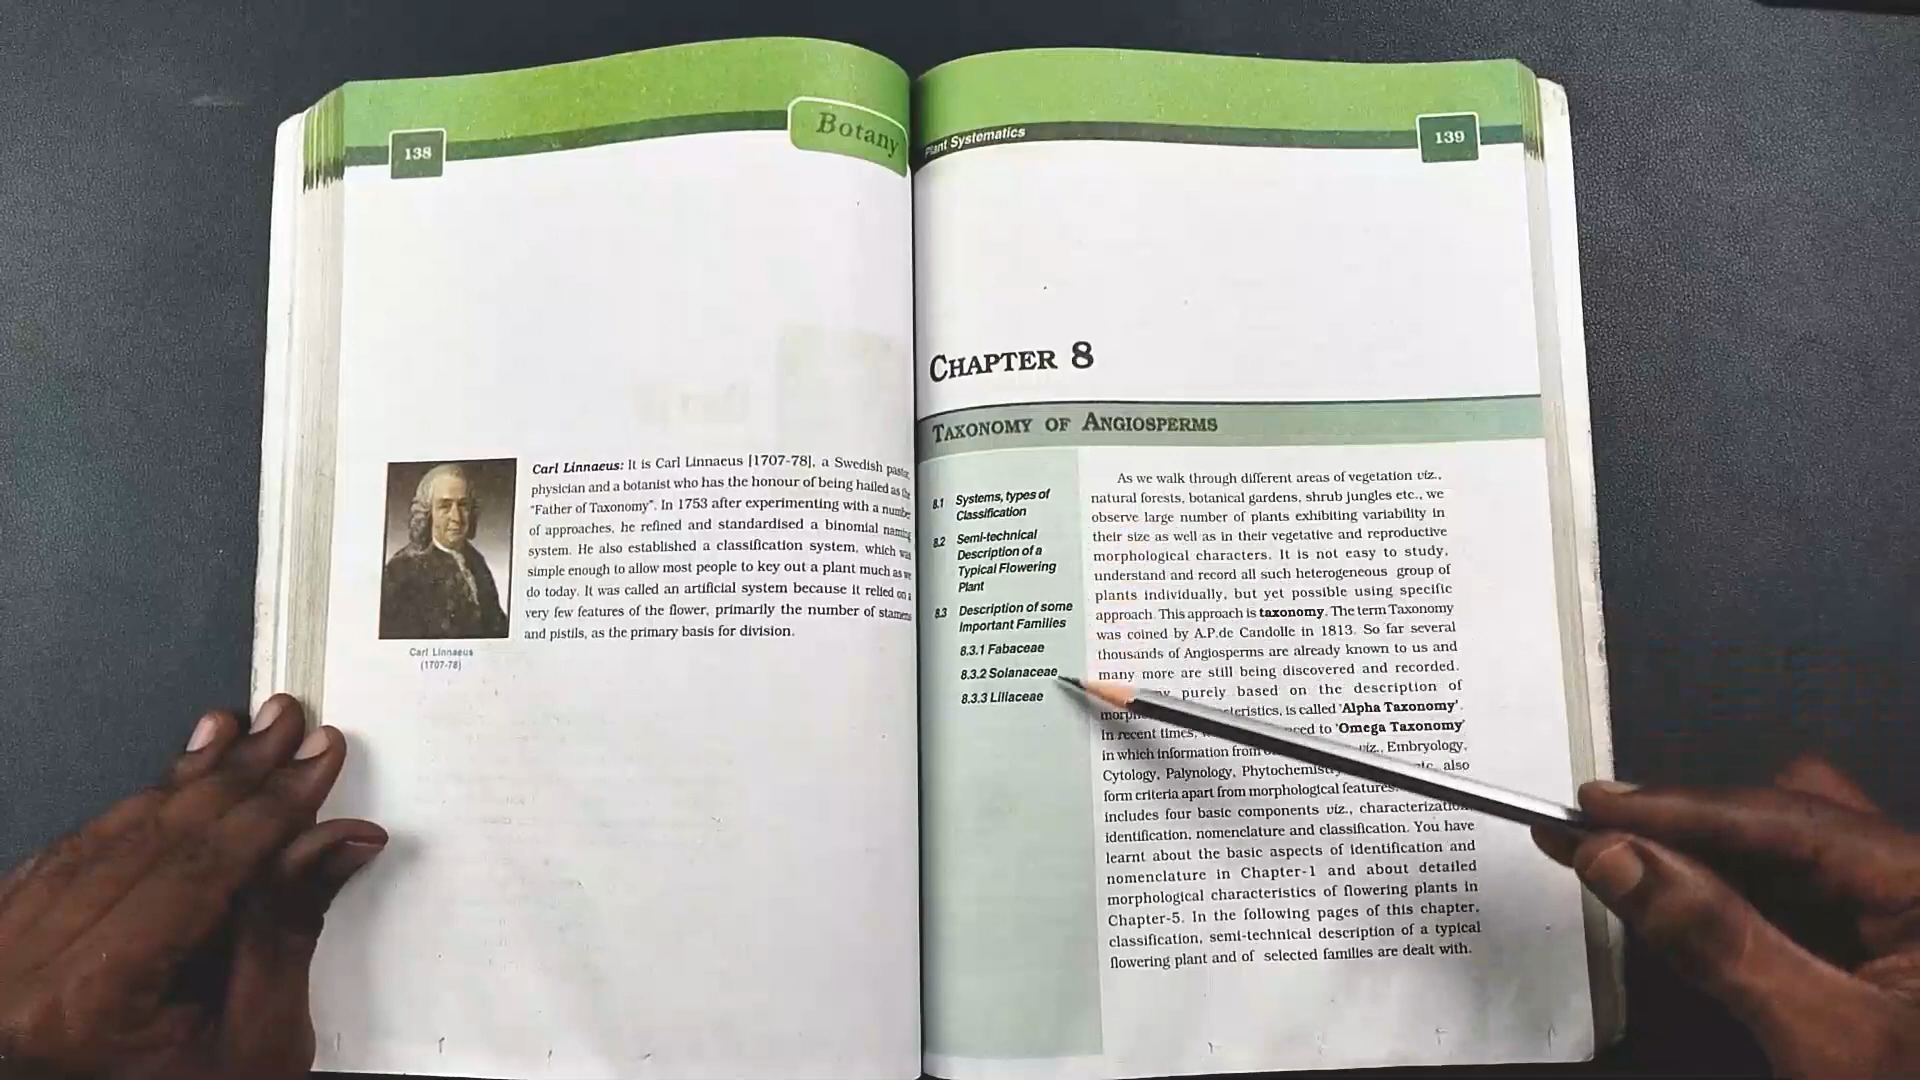 138
Botany
Carl Linnaeus: It is Carl Linnaeus [1707-78], a Swedish pastor,
physician and a botanist who has the honour of being hailed as the
"Father of Taxonomy". In 1753 after experimenting with a number
of approaches, he refined and standardised a binomial naming
system. He also established a classification system, which was
simple enough to allow most people to key out a plant much as we
do today. It was called an artificial system because it relied on a
very few features of the flower, primarily the number of stamens
and pistils, as the primary basis for division.
Carl Linnaeus
(1707-78)
Plant Systematics
139
CHAPTER 8
TAXONOMY OF ANGIOSPERMS
8.1 Systems, types of
Classification
8.2 Semi-technical
Description of a
Typical Flowering
Plant
8.3 Description of some
Important Families
8.3.1 Fabaceae
8.3.2 Solanaceae
8.3.3 Liliaceae
As we walk through different areas of vegetation viz.,
natural forests, botanical gardens, shrub jungles etc., we
observe large number of plants exhibiting variability in
their size as well as in their vegetative and reproductive
morphological characters. It is not easy to study,
understand and record all such heterogeneous group of
plants individually, but yet possible using specific
approach. This approach is taxonomy. The term Taxonomy
was coined by A.P.de Candolle in 1813. So far several
thousands of Angiosperms are already known to us and
many more are still being discovered and recorded.
purely based on the description of
is called 'Alpha Taxonomy'.
In recent times, to 'Omega Taxonomy'
in which information from viz., Embryology,
Cytology, Palynology, Phytochemistry etc. also
form criteria apart from morphological features.
includes four basic components viz., characterization,
identification, nomenclature and classification. You have
learnt about the basic aspects of identification and
nomenclature in Chapter-1 and about detailed
morphological characteristics of flowering plants in
Chapter-5. In the following pages of this chapter,
classification, semi-technical description of a typical
flowering plant and of selected families are dealt with.